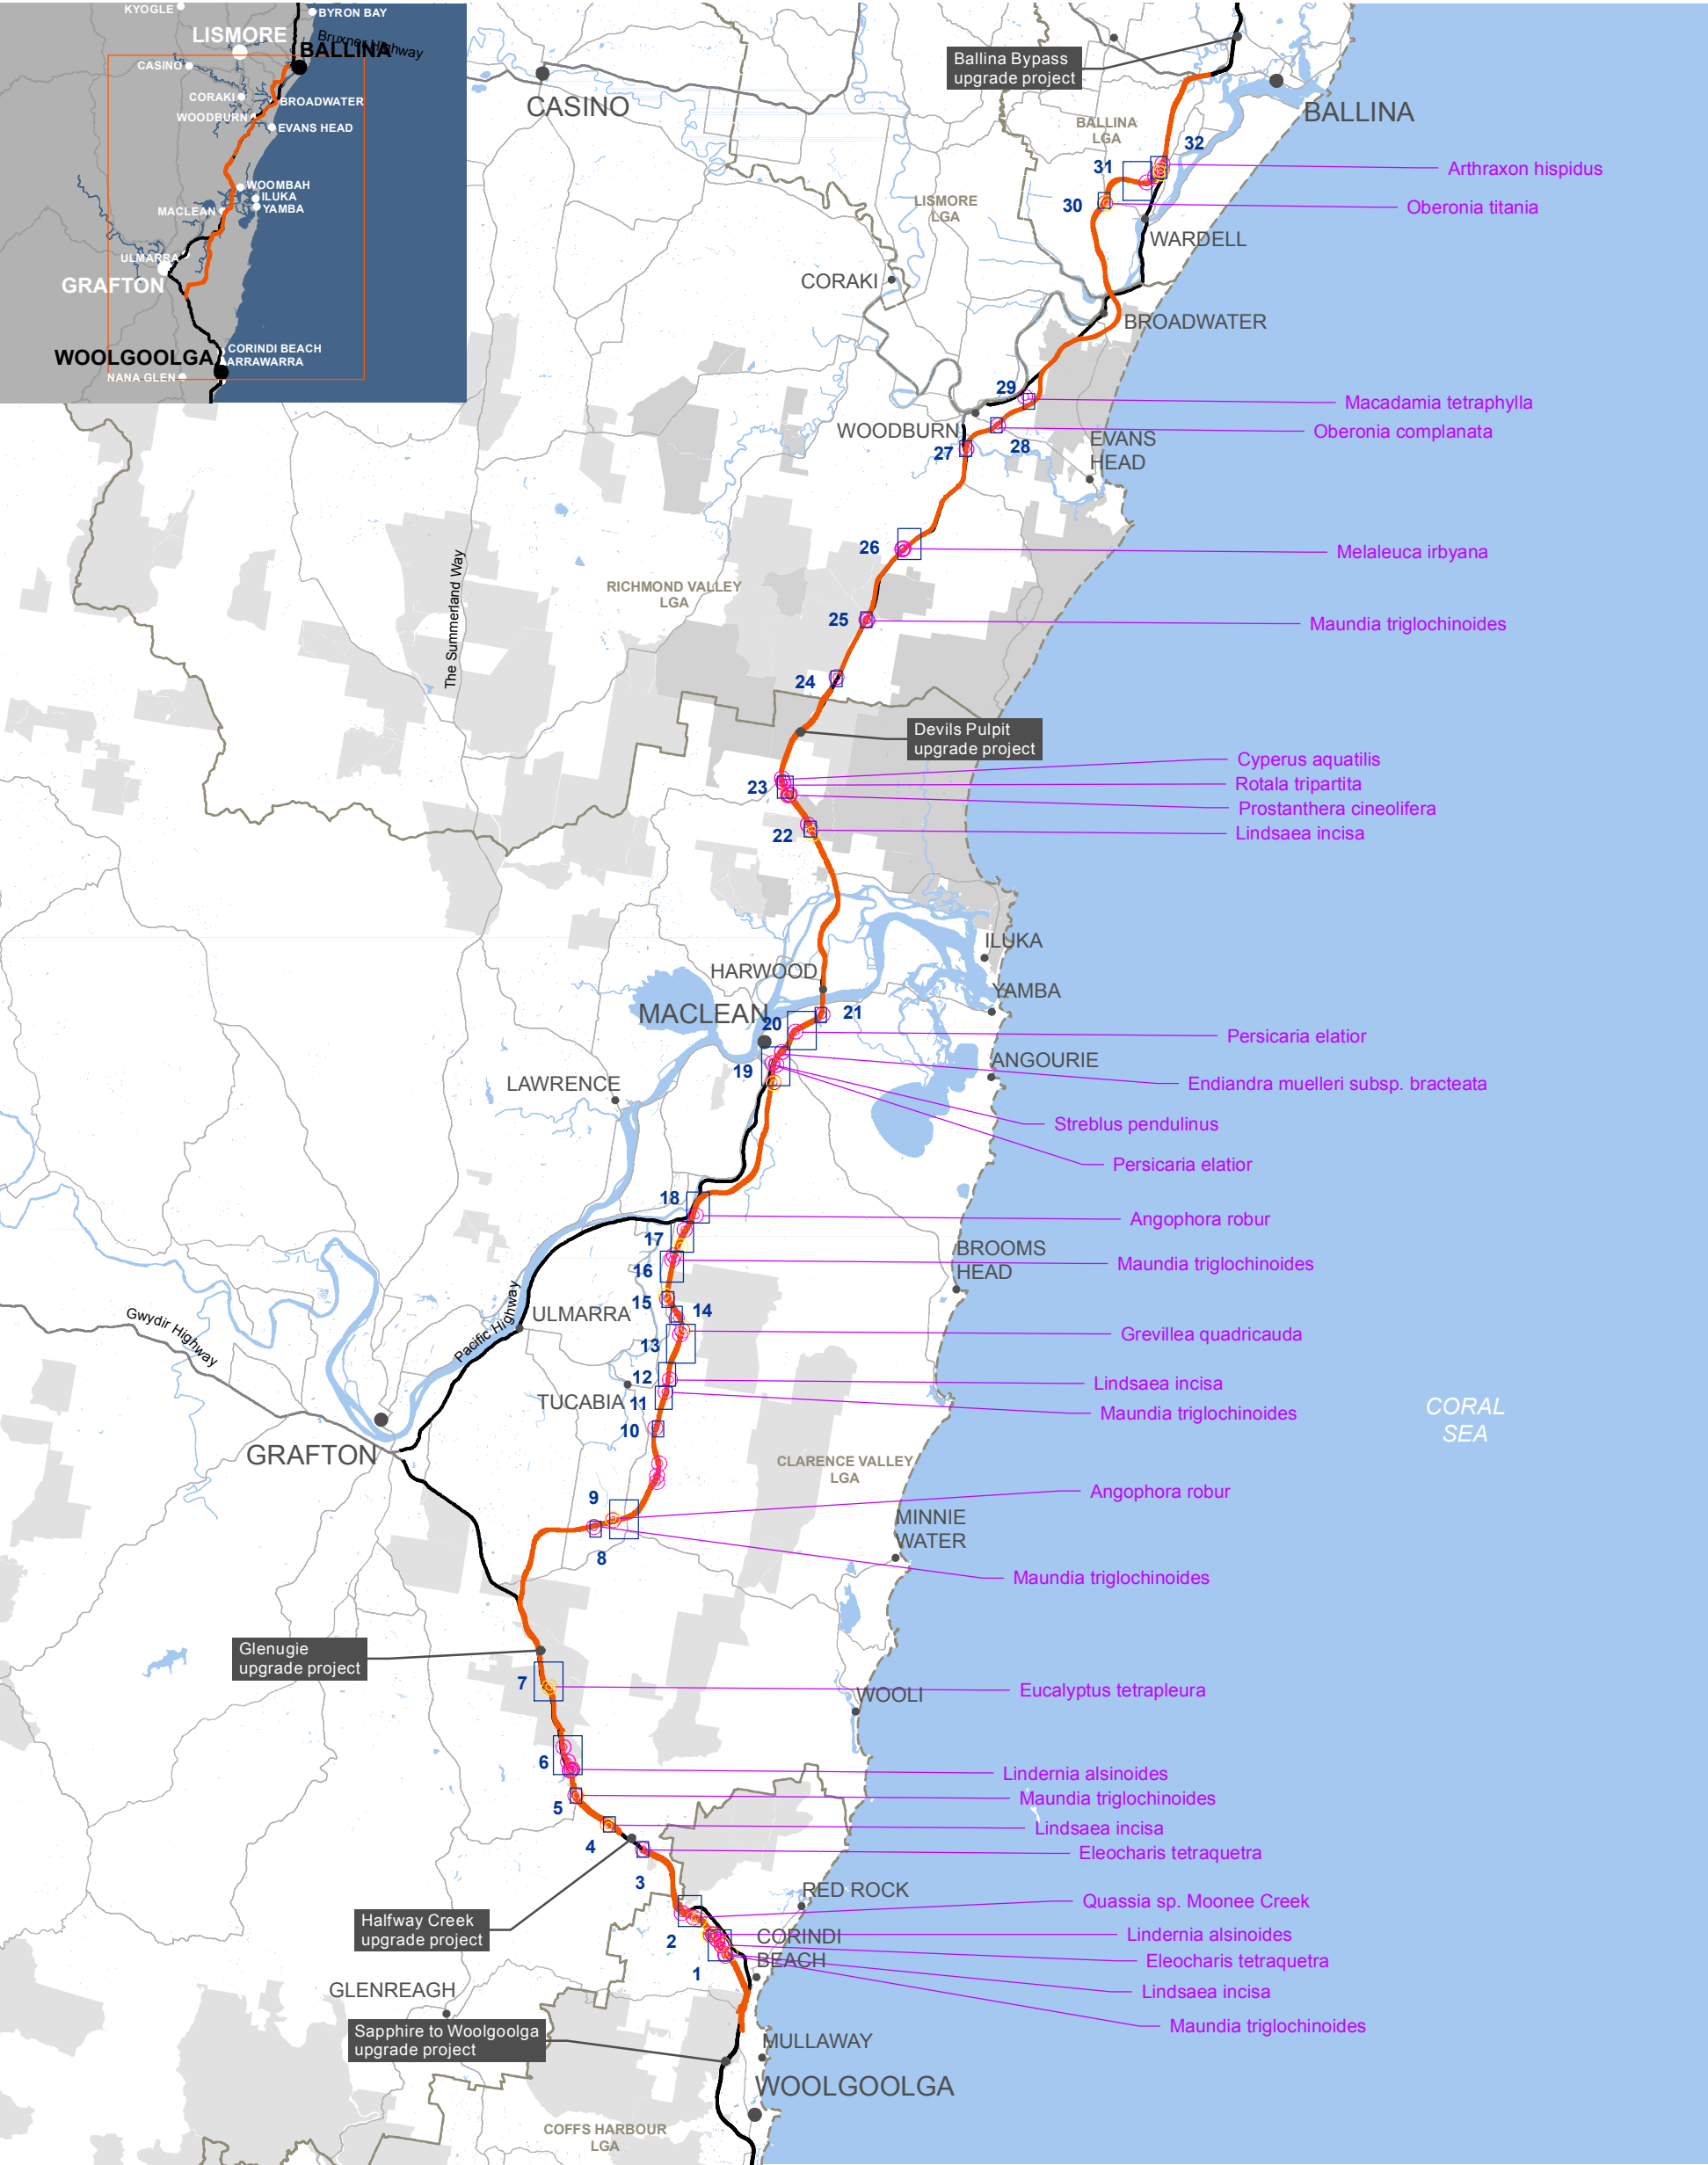 KYOGLE
BYRON BAY
LISMORE
Bruxner Highway
BALLINA
CASINO
CORAKI
BROADWATER
WOODBURN
EVANS HEAD
WOOMBAH
ILUKA
YAMBA
MACLEAN
ULMARRA
GRAFTON
WOOLGOOLGA
CORINDI BEACH
ARRAWARRA
NANA GLEN
CASINO
Ballina Bypass
upgrade project
BALLINA
BALLINA
LGA
32
31
Arthraxon hispidus
30
Oberonia titania
LISMORE
LGA
WARDELL
CORAKI
BROADWATER
29
Macadamia tetraphylla
WOODBURN
Oberonia complanata
28
27
EVANS
HEAD
26
Melaleuca irbyana
The Summerland Way
RICHMOND VALLEY
LGA
25
Maundia triglochinoides
24
Devils Pulpit
upgrade project
Cyperus aquatilis
23
Rotala tripartita
Prostanthera cineolifera
22
Lindsaea incisa
ILUKA
HARWOOD
YAMBA
MACLEAN
20
21
Persicaria elatior
ANGOURIE
19
LAWRENCE
Endiandra muelleri subsp. bracteata
Streblus pendulinus
Persicaria elatior
18
Angophora robur
17
BROOMS
HEAD
16
Maundia triglochinoides
15
14
ULMARRA
Gwydir Highway
Pacific Highway
13
Grevillea quadricauda
12
Lindsaea incisa
TUCABIA
11
Maundia triglochinoides
CORAL
SEA
10
GRAFTON
CLARENCE VALLEY
LGA
9
Angophora robur
MINNIE
WATER
8
Maundia triglochinoides
Glenugie
upgrade project
7
Eucalyptus tetrapleura
WOOLI
6
Lindernia alsinoides
5
Maundia triglochinoides
4
Lindsaea incisa
Eleocharis tetraquetra
3
RED ROCK
Quassia sp. Moonee Creek
Halfway Creek
upgrade project
2
CORINDI
BEACH
Lindernia alsinoides
Eleocharis tetraquetra
1
GLENREAGH
Lindsaea incisa
Sapphire to Woolgoolga
upgrade project
Maundia triglochinoides
MULLAWAY
WOOLGOOLGA
COFFS HARBOUR
LGA